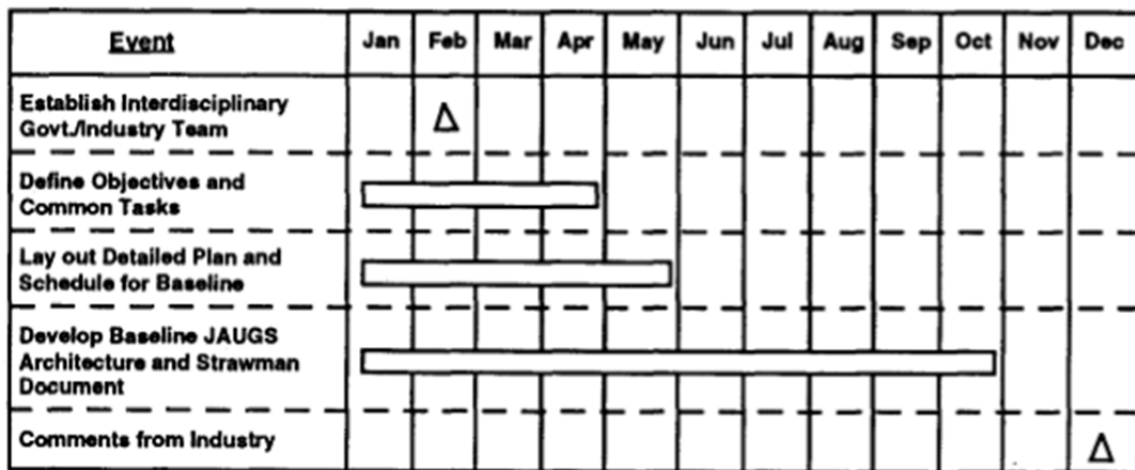 Event Jan Feb Mar Apr May Jun Jul Aug Sep Oct Nov Dec
Establish Interdisciplinary
Govt./Industry Team
Define Objectives and
Common Tasks
Lay out Detailed Plan and
Schedule for Baseline
Develop Baseline JAUGS
Architecture and Strawman
Document
Comments from Industry